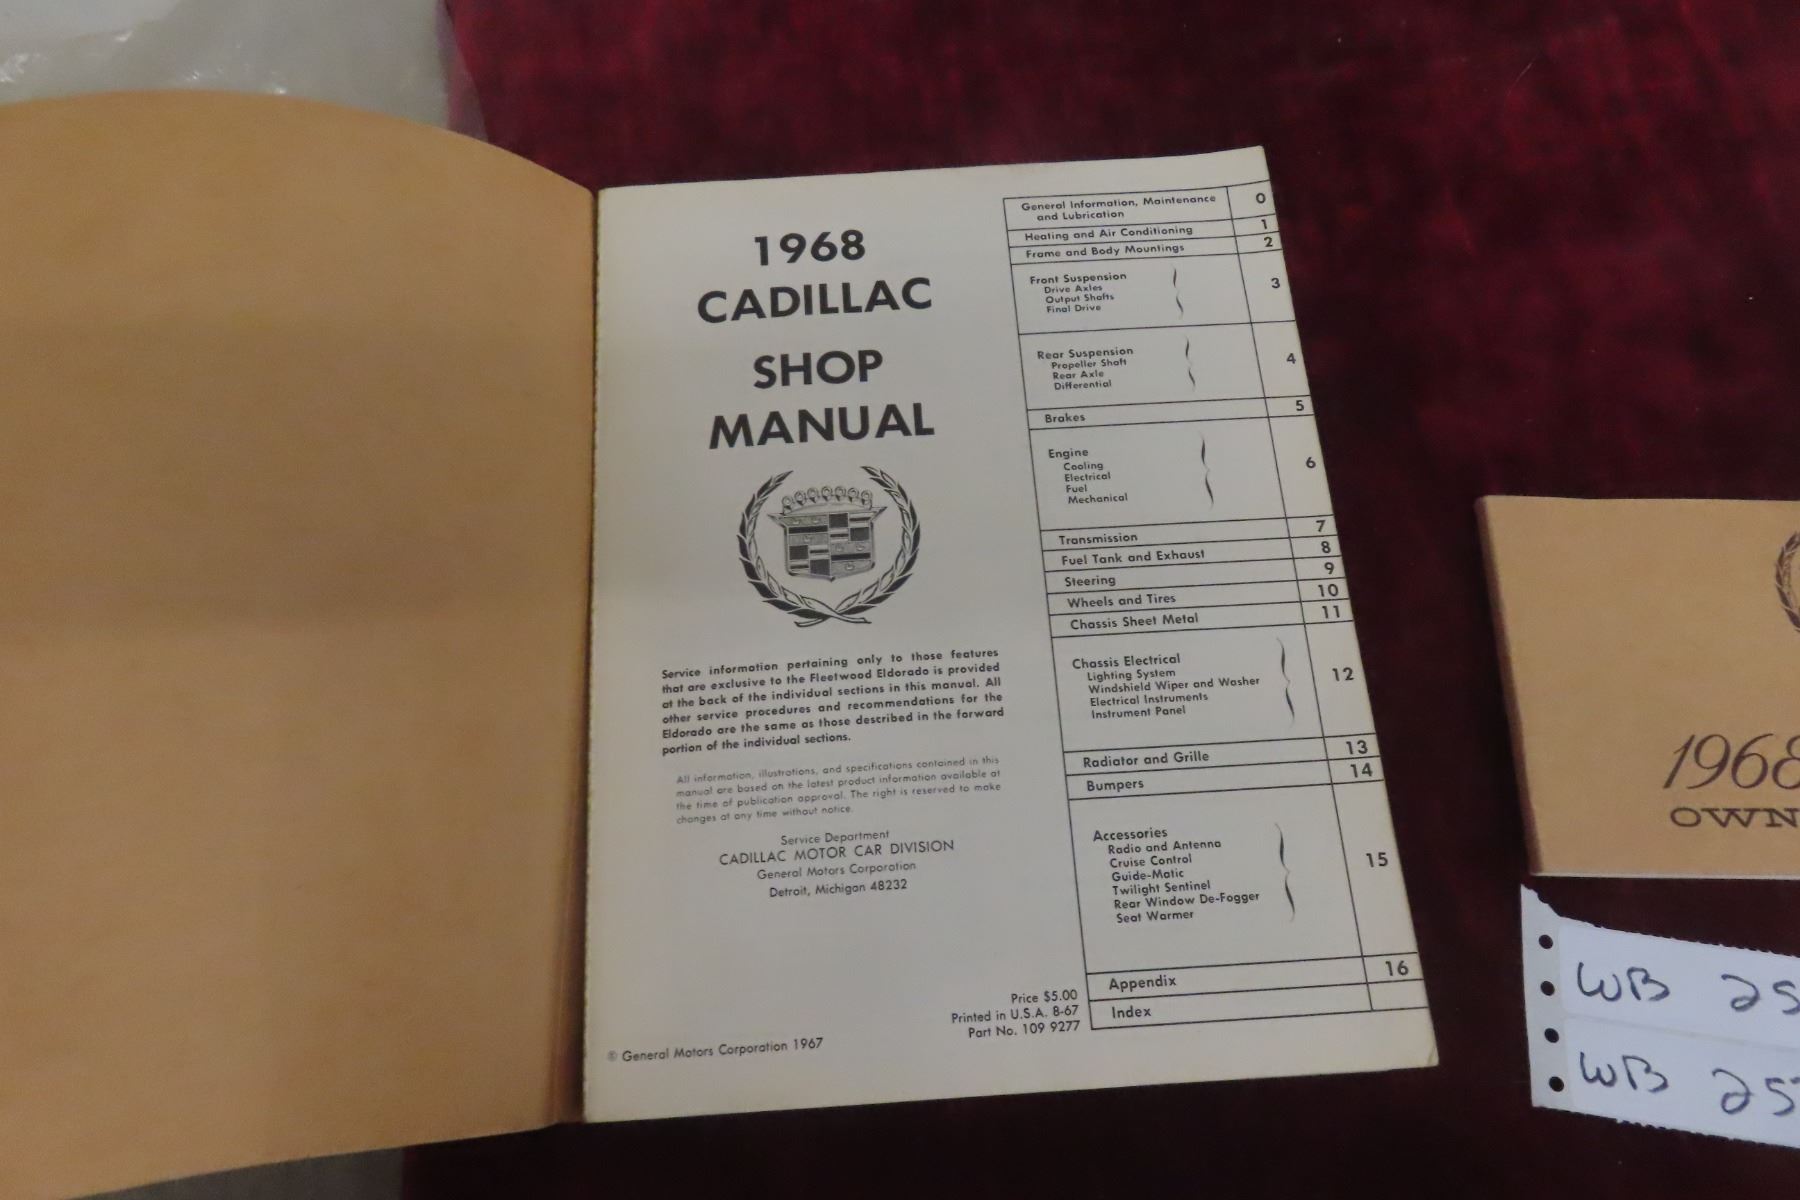 1968
CADILLAC
SHOP
MANUAL
Service information pertaining only to those features
that are exclusive to the Fleetwood Eldorado is provided
at the back of the individual sections in this manual. All
other service procedures and recommendations for the
Eldorado are the same as those described in the forward
portion of the individual sections.
All information, illustrations, and specifications contained in this
manual are based on the latest product information available at
the time of publication approval. The right is reserved to make
changes at any time without notice.
Service Department
CADILLAC MOTOR CAR DIVISION
General Motors Corporation
Detroit, Michigan 48232
Price $5.00
Printed in U.S.A. 8-67
Part No. 109 9277
© General Motors Corporation 1967
General Information, Maintenance
and Lubrication 0
Heating and Air Conditioning 1
Frame and Body Mountings 2
Front Suspension
Drive Axles
Output Shafts
Final Drive
3
Rear Suspension
Propeller Shaft
Rear Axle
Differential
4
Brakes 5
Engine
Cooling
Electrical
Fuel
Mechanical
6
Transmission 7
Fuel Tank and Exhaust 8
Steering 9
Wheels and Tires 10
Chassis Sheet Metal 11
Chassis Electrical
Lighting System
Windshield Wiper and Washer
Electrical Instruments
Instrument Panel
12
Radiator and Grille 13
Bumpers 14
Accessories
Radio and Antenna
Cruise Control
Guide-Matic
Twilight Sentinel
Rear Window De-Fogger
Seat Warmer
15
Appendix 16
Index
1968
OWN
WB 25
WB 25